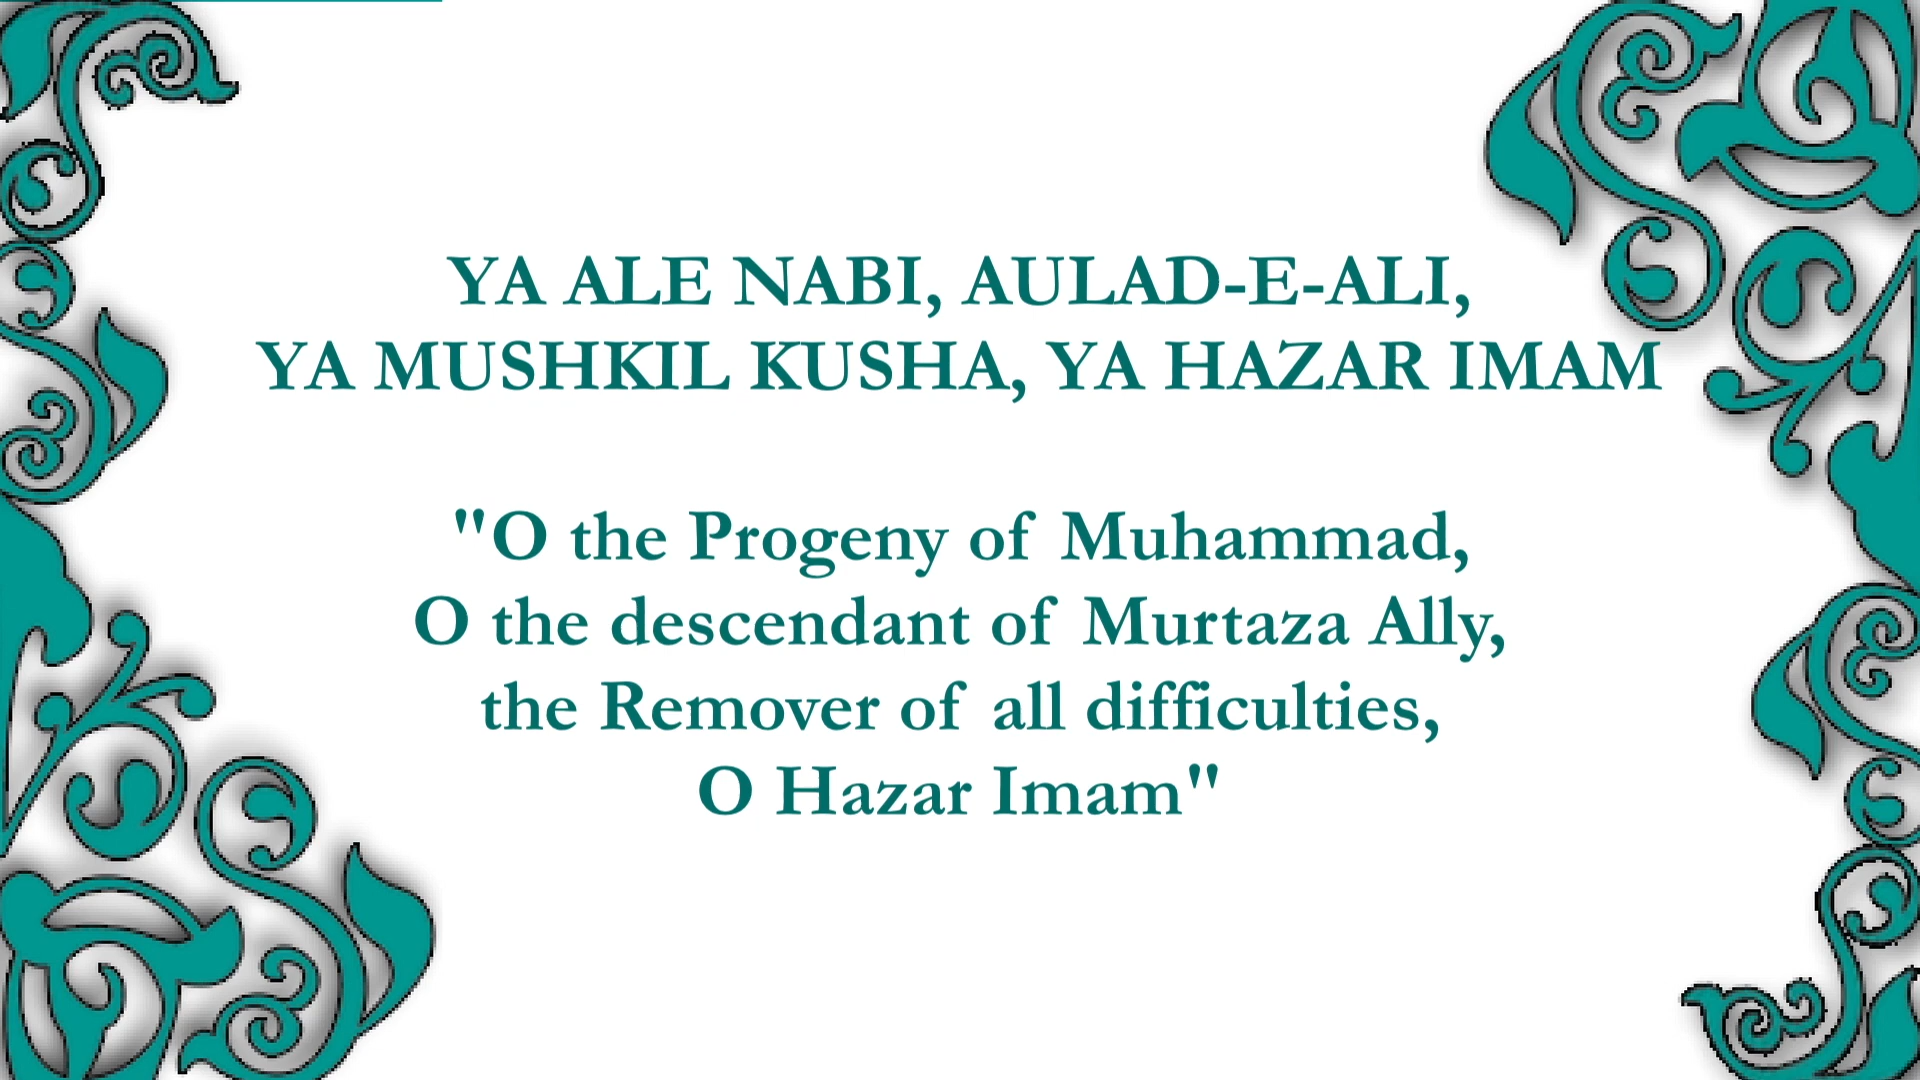 YA ALE NABI, AULAD-E-ALI,
YA MUSHKIL KUSHA, YA HAZAR IMAM
"O the Progeny of Muhammad,
O the descendant of Murtaza Ally,
the Remover of all difficulties,
O Hazar Imam"